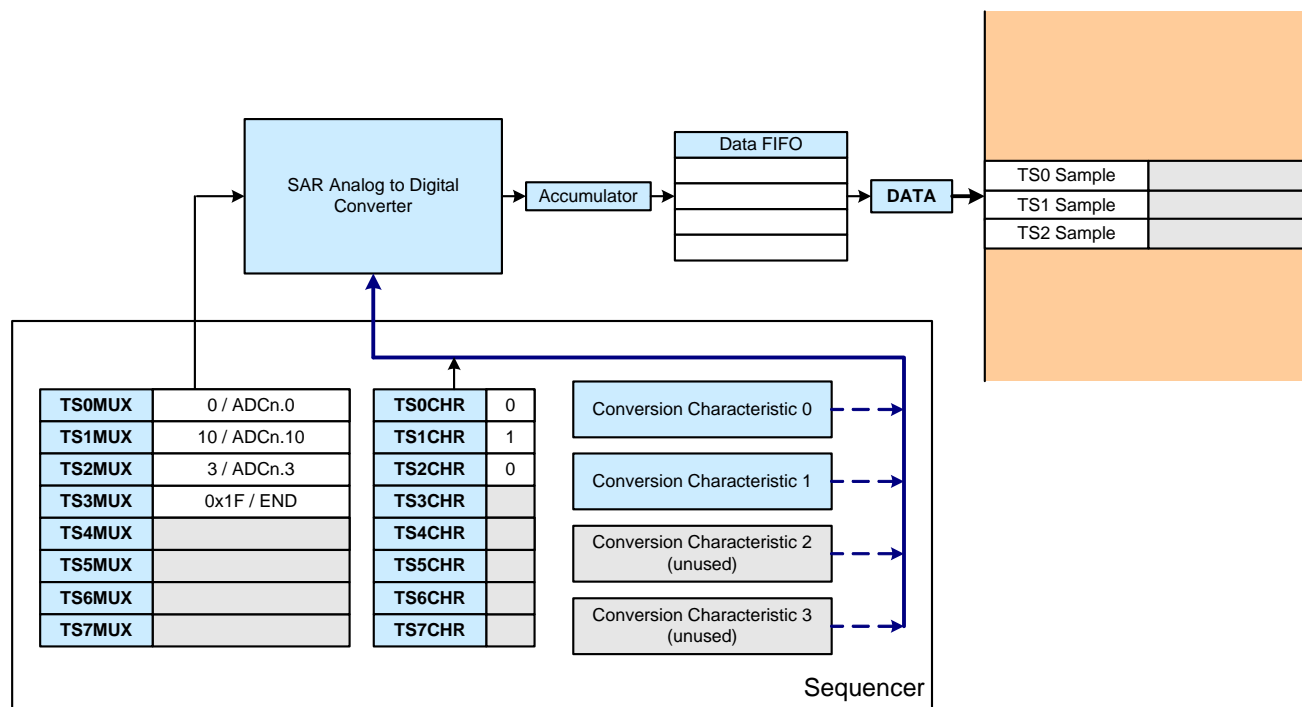 SAR Analog to Digital
Converter
Accumulator
Data FIFO
DATA
TS0 Sample
TS1 Sample
TS2 Sample
TS0MUX 0 / ADCn.0
TS1MUX 10 / ADCn.10
TS2MUX 3 / ADCn.3
TS3MUX 0x1F / END
TS4MUX
TS5MUX
TS6MUX
TS7MUX
TS0CHR 0
TS1CHR 1
TS2CHR 0
TS3CHR
TS4CHR
TS5CHR
TS6CHR
TS7CHR
Conversion Characteristic 0
Conversion Characteristic 1
Conversion Characteristic 2
(unused)
Conversion Characteristic 3
(unused)
Sequencer